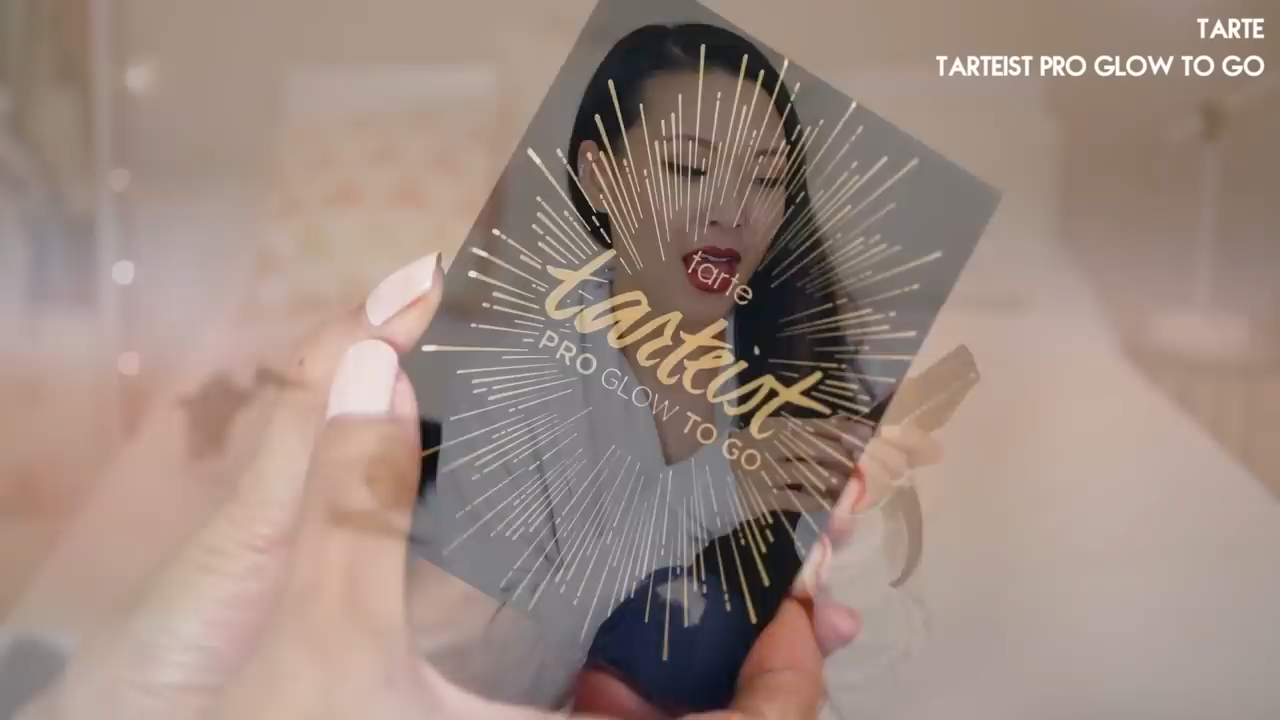 TARTE
TARTEIST PRO GLOW TO GO
tarte
tarteist
PRO GLOW TO GO